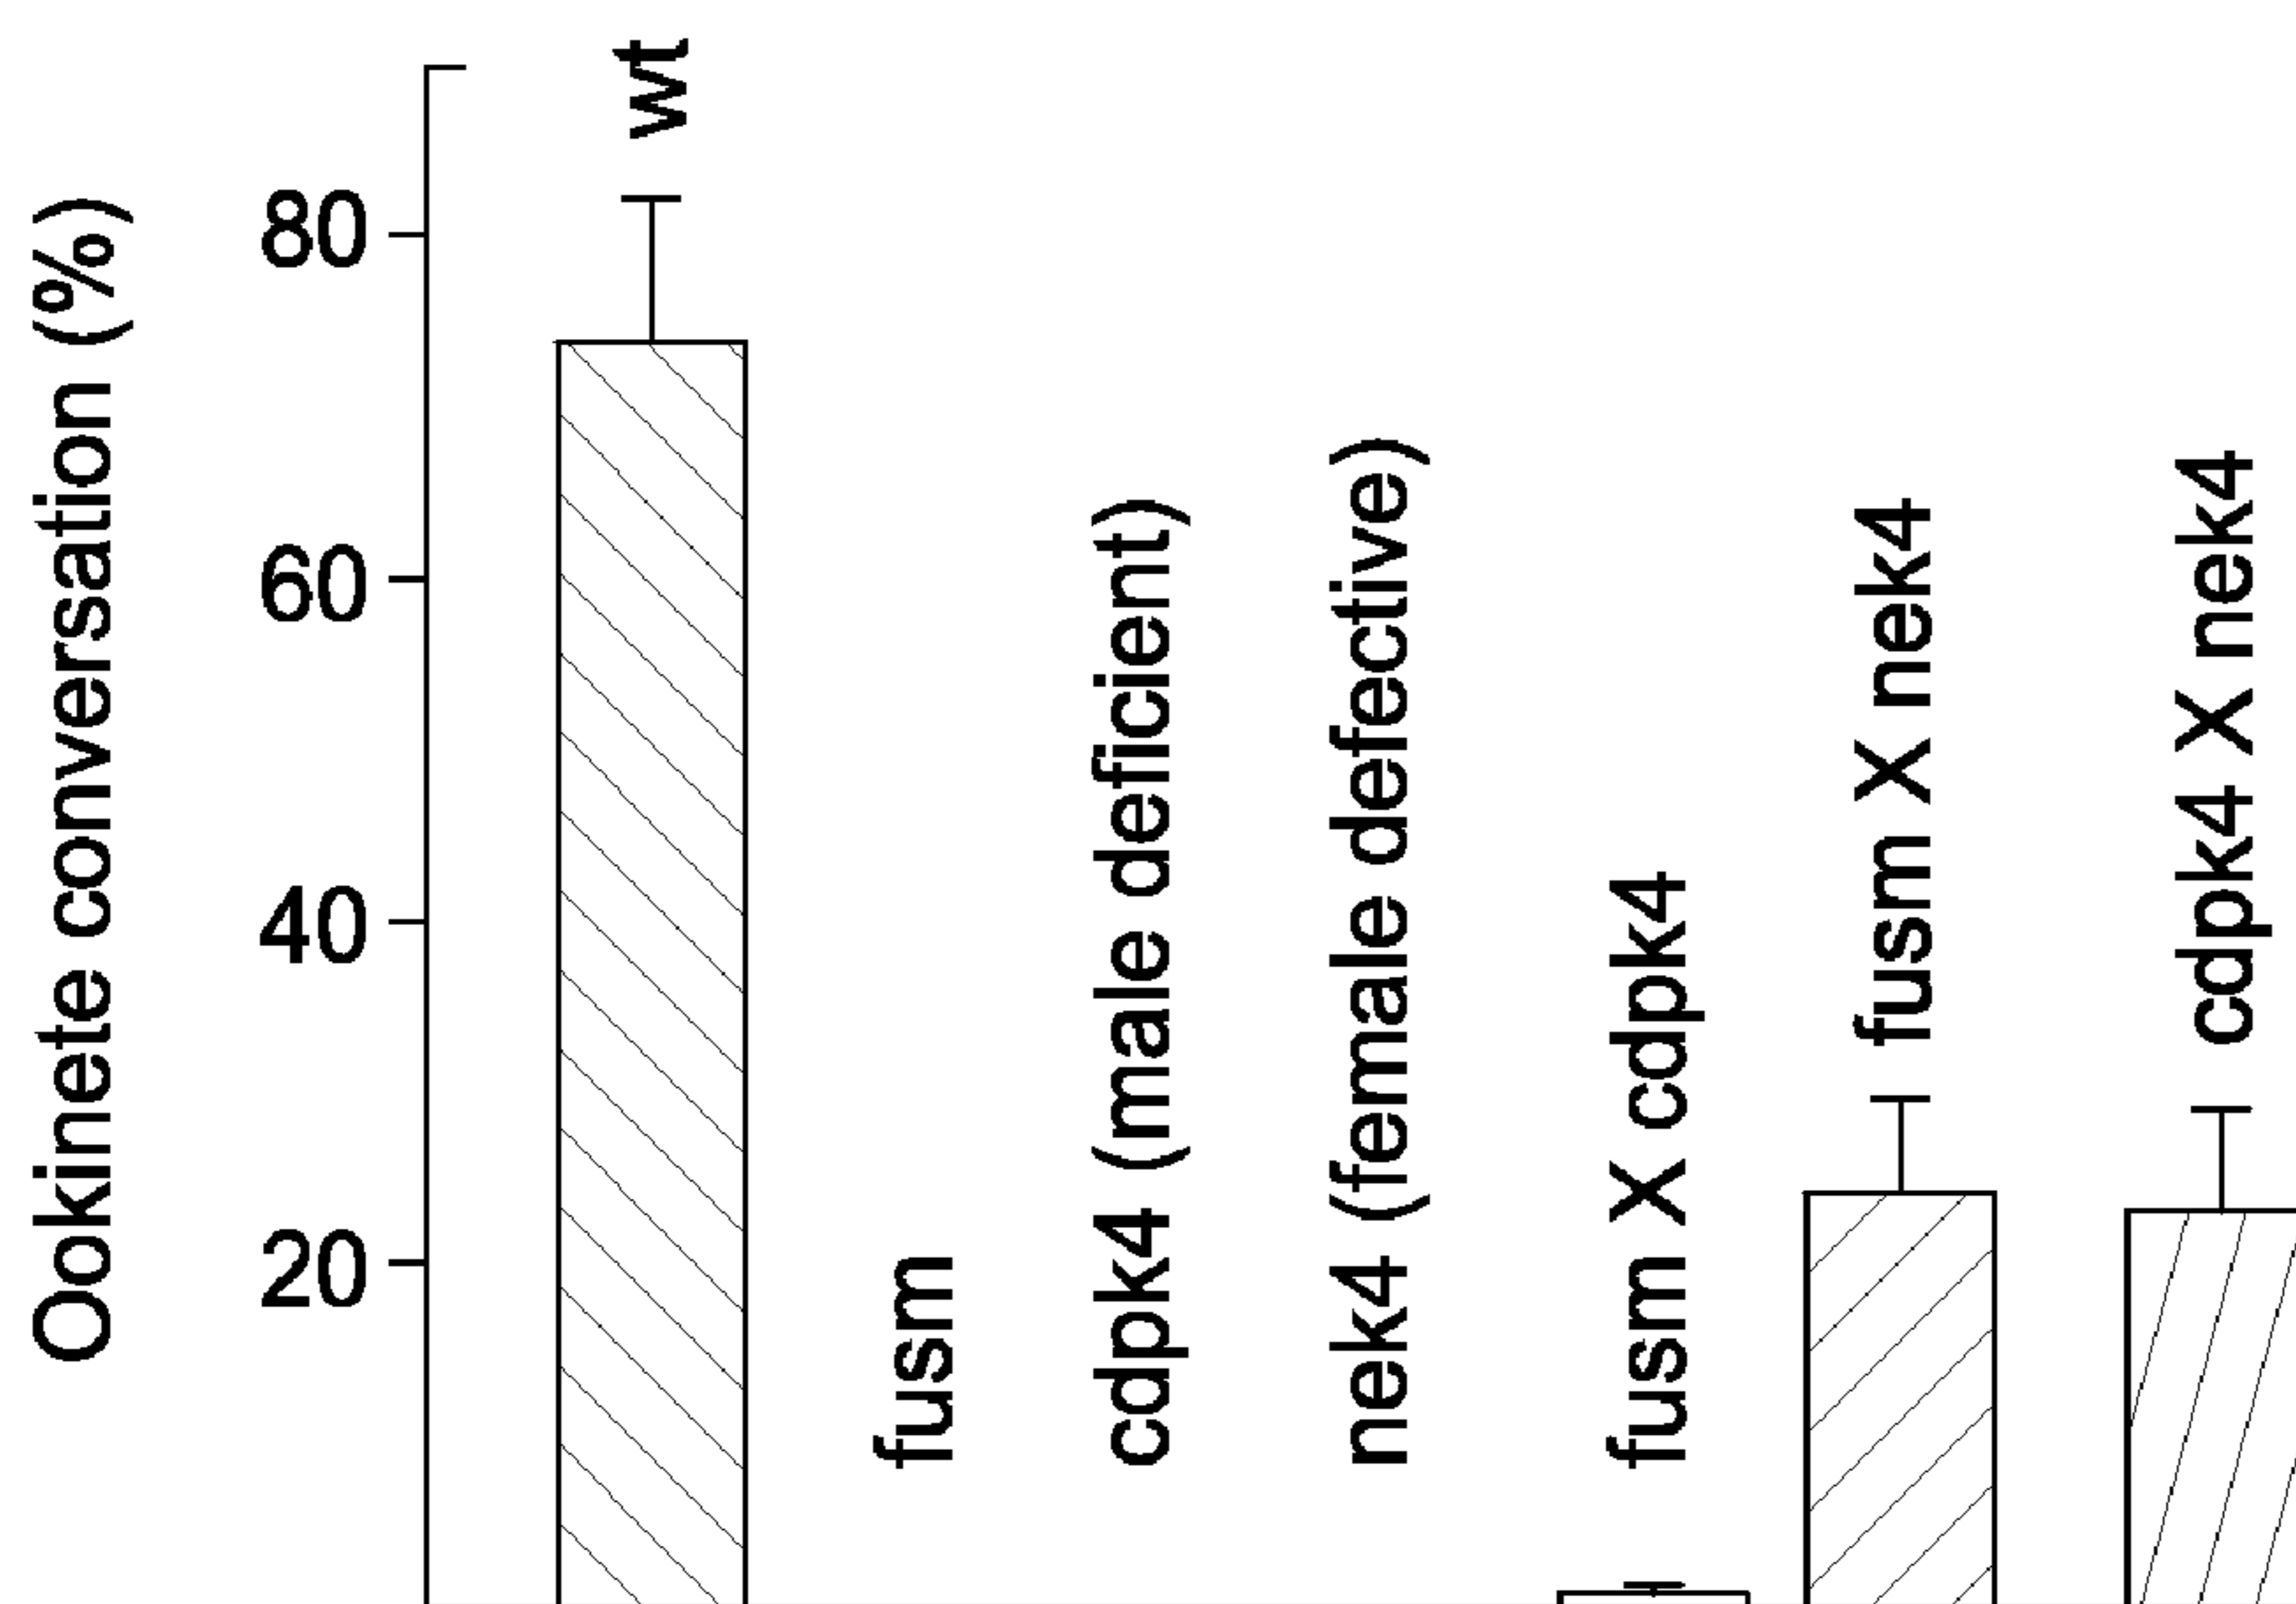 Ookinete conversation (%)
80
60
40
20
wt
fusm
cdpk4 (male deficient)
nek4 (female defective)
fusm X cdpk4
fusm X nek4
cdpk4 X nek4